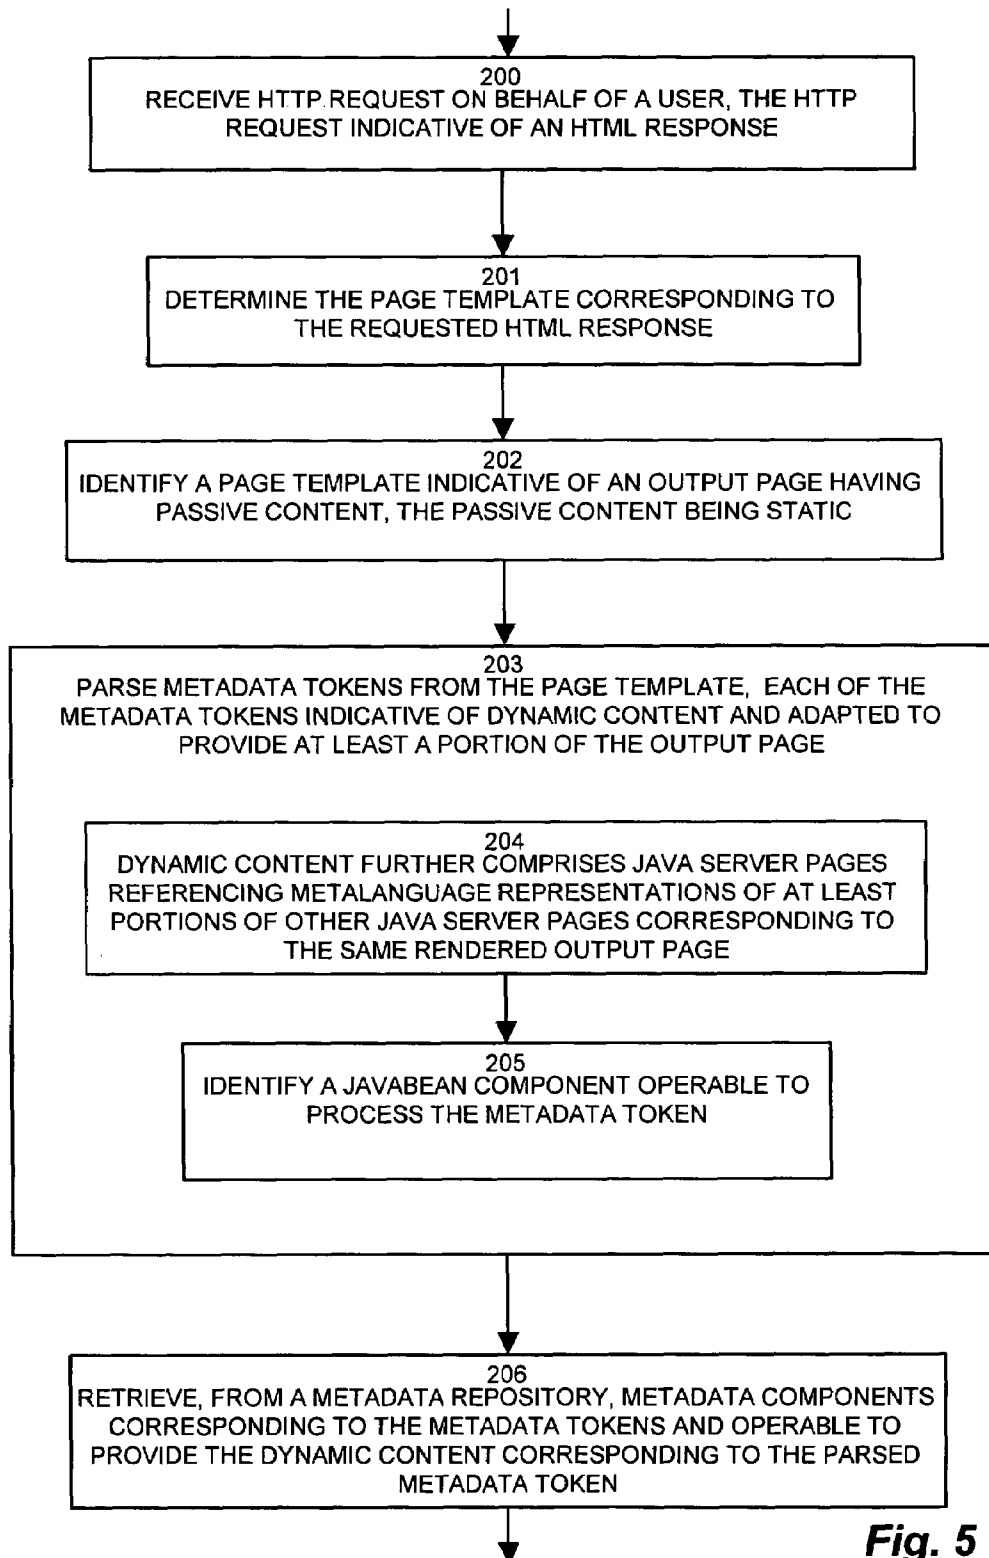 200
RECEIVE HTTP REQUEST ON BEHALF OF A USER, THE HTTP
REQUEST INDICATIVE OF AN HTML RESPONSE
201
DETERMINE THE PAGE TEMPLATE CORRESPONDING TO
THE REQUESTED HTML RESPONSE
202
IDENTIFY A PAGE TEMPLATE INDICATIVE OF AN OUTPUT PAGE HAVING
PASSIVE CONTENT, THE PASSIVE CONTENT BEING STATIC
203
PARSE METADATA TOKENS FROM THE PAGE TEMPLATE, EACH OF THE
METADATA TOKENS INDICATIVE OF DYNAMIC CONTENT AND ADAPTED TO
PROVIDE AT LEAST A PORTION OF THE OUTPUT PAGE
204
DYNAMIC CONTENT FURTHER COMPRISES JAVA SERVER PAGES
REFERENCING METALANGUAGE REPRESENTATIONS OF AT LEAST
PORTIONS OF OTHER JAVA SERVER PAGES CORRESPONDING TO
THE SAME RENDERED OUTPUT PAGE
205
IDENTIFY A JAVABEAN COMPONENT OPERABLE TO
PROCESS THE METADATA TOKEN
206
RETRIEVE, FROM A METADATA REPOSITORY, METADATA COMPONENTS
CORRESPONDING TO THE METADATA TOKENS AND OPERABLE TO
PROVIDE THE DYNAMIC CONTENT CORRESPONDING TO THE PARSED
METADATA TOKEN
Fig. 5